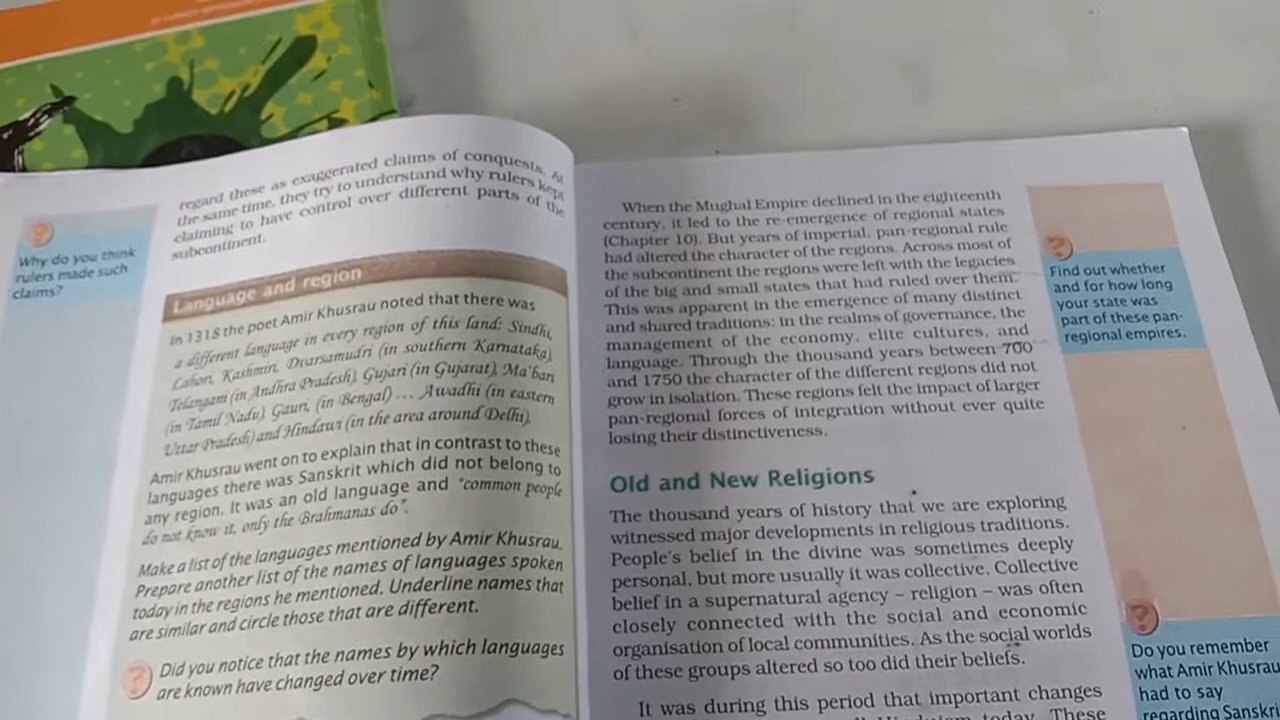 regard these as exaggerated claims of conquests. At
the same time, they try to understand why rulers kept
claiming to have control over different parts of the
subcontinent.
Why do you think
rulers made such
claims?
Language and region
In 1318 the poet Amir Khusrau noted that there was
a different language in every region of this land: Sindhi,
Lahori, Kashmiri, Dvarsamudri (in southern Karnataka),
Telangani (in Andhra Pradesh), Gujari (in Gujarat), Ma'bari
(in Tamil Nadu), Gauri, (in Bengal) ... Awadhi (in eastern
Uttar Pradesh) and Hindawi (in the area around Delhi).
Amir Khusrau went on to explain that in contrast to these
languages there was Sanskrit which did not belong to
any region. It was an old language and "common people
do not know it, only the Brahmanas do".
Make a list of the languages mentioned by Amir Khusrau.
Prepare another list of the names of languages spoken
today in the regions he mentioned. Underline names that
are similar and circle those that are different.
? Did you notice that the names by which languages
are known have changed over time?
When the Mughal Empire declined in the eighteenth
century, it led to the re-emergence of regional states
(Chapter 10). But years of imperial, pan-regional rule
had altered the character of the regions. Across most of
the subcontinent the regions were left with the legacies
of the big and small states that had ruled over them.
This was apparent in the emergence of many distinct
and shared traditions: in the realms of governance, the
management of the economy, elite cultures, and
language. Through the thousand years between 700
and 1750 the character of the different regions did not
grow in isolation. These regions felt the impact of larger
pan-regional forces of integration without ever quite
losing their distinctiveness.
?
Find out whether
and for how long
your state was
part of these pan-
regional empires.
Old and New Religions
The thousand years of history that we are exploring
witnessed major developments in religious traditions.
People's belief in the divine was sometimes deeply
personal, but more usually it was collective. Collective
belief in a supernatural agency – religion – was often
closely connected with the social and economic
organisation of local communities. As the social worlds
of these groups altered so too did their beliefs.
It was during this period that important changes
today. These
?
Do you remember
what Amir Khusrau
had to say
regarding Sanskri